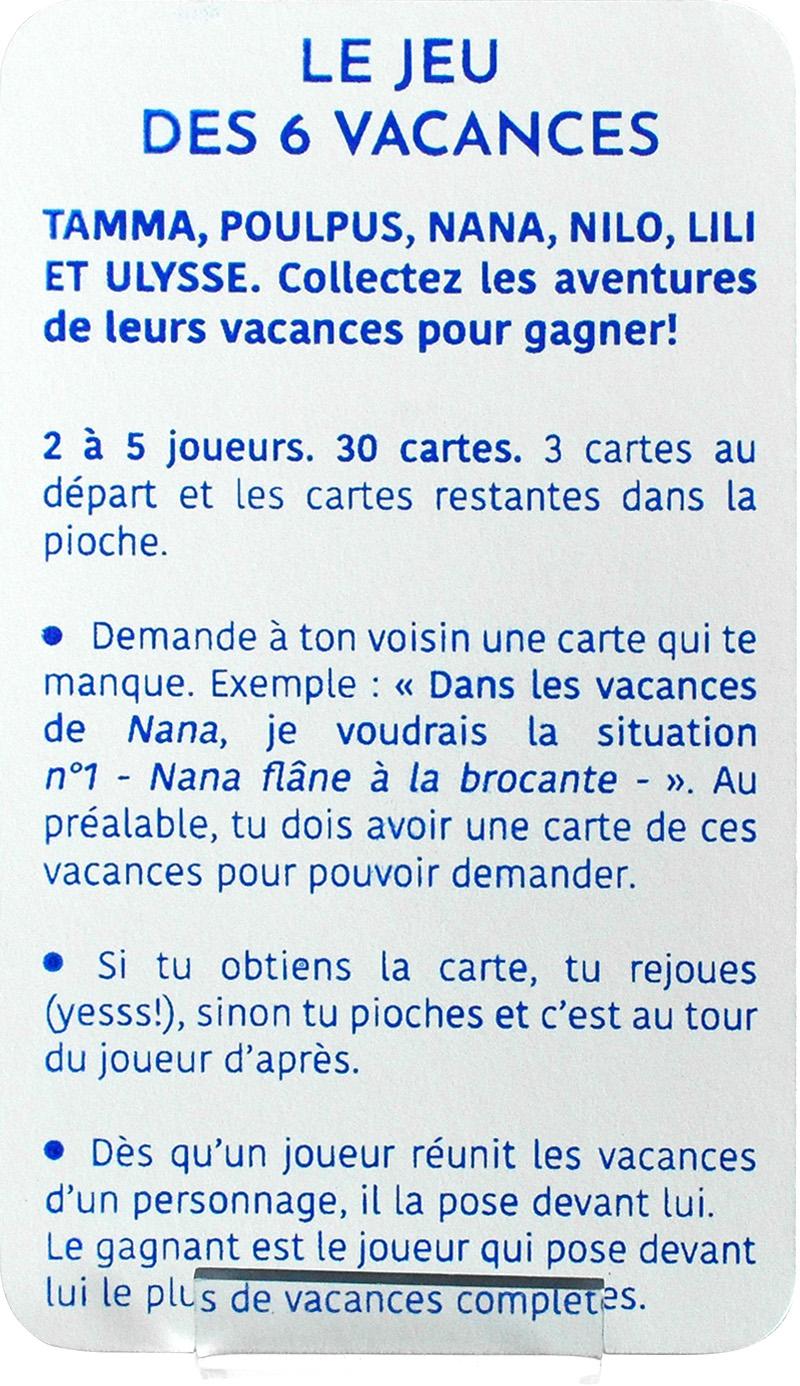 LE JEU
DES 6 VACANCES
TAMMA, POULPUS, NANA, NILO, LILI
ET ULYSSE. Collectez les aventures
de leurs vacances pour gagner!
2 à 5 joueurs. 30 cartes. 3 cartes au
départ et les cartes restantes dans la
pioche.
• Demande à ton voisin une carte qui te
manque. Exemple : « Dans les vacances
de Nana, je voudrais la situation
n°1 - Nana flâne à la brocante - ». Au
préalable, tu dois avoir une carte de ces
vacances pour pouvoir demander.
• Si tu obtiens la carte, tu rejoues
(yesss!), sinon tu pioches et c’est au tour
du joueur d’après.
• Dès qu’un joueur réunit les vacances
d’un personnage, il la pose devant lui.
Le gagnant est le joueur qui pose devant
lui le plus de vacances completes.